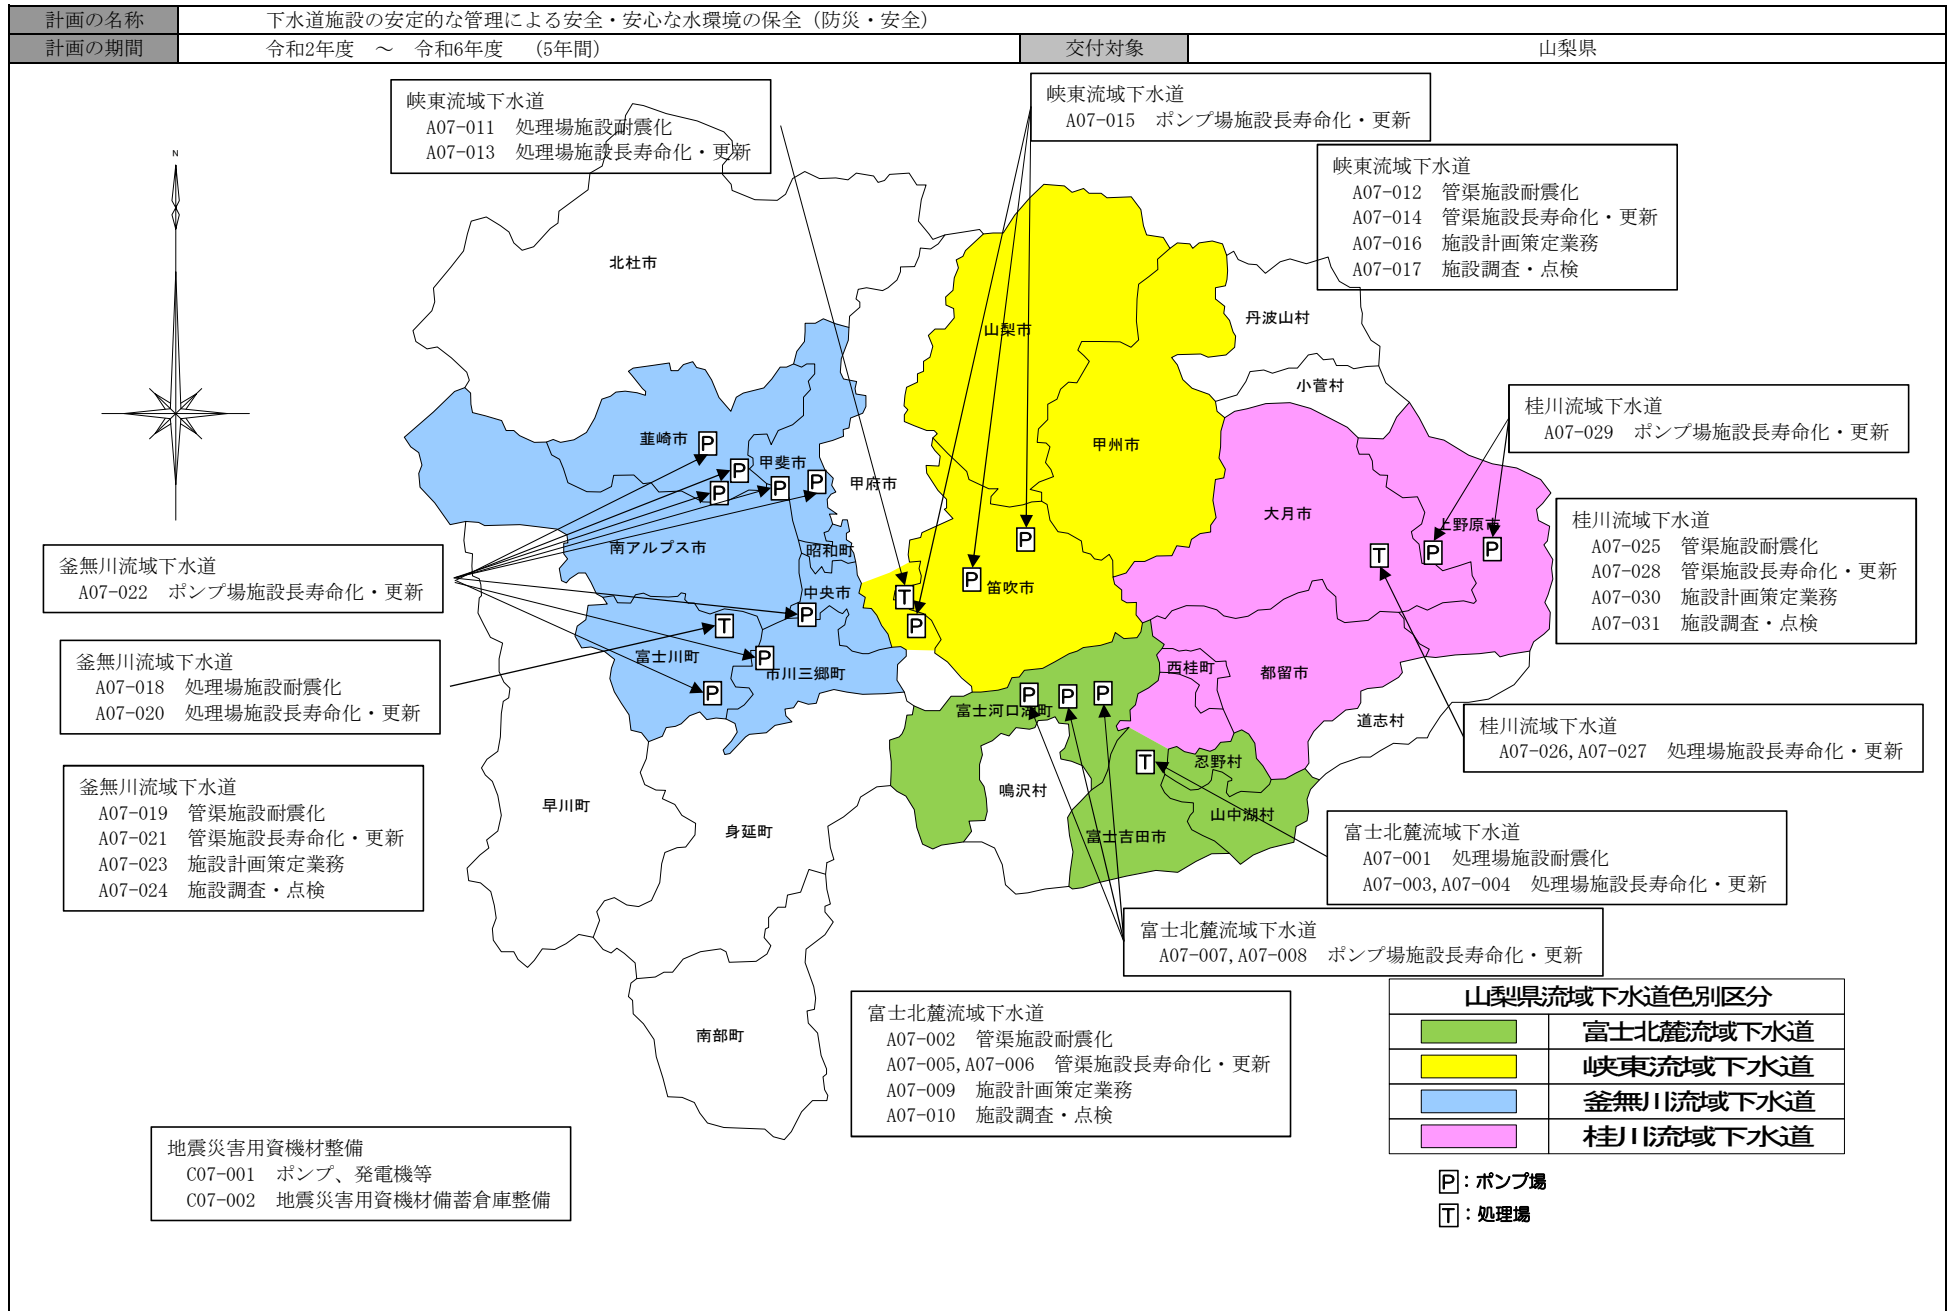 計画の名称
下水道施設の安定的な管理による安全・安心な水環境の保全（防災・安全）
計画の期間
令和2年度　～　令和6年度　（5年間）
交付対象
山梨県
峡東流域下水道
A07-011　処理場施設耐震化
A07-013　処理場施設長寿命化・更新
峡東流域下水道
A07-015　ポンプ場施設長寿命化・更新
峡東流域下水道
A07-012　管渠施設耐震化
A07-014　管渠施設長寿命化・更新
A07-016　施設計画策定業務
A07-017　施設調査・点検
N
北杜市
山梨市
丹波山村
小菅村
桂川流域下水道
A07-029　ポンプ場施設長寿命化・更新
韮崎市
P
甲斐市
P
P
P
P
甲府市
甲州市
大月市
上野原市
桂川流域下水道
A07-025　管渠施設耐震化
A07-028　管渠施設長寿命化・更新
A07-030　施設計画策定業務
A07-031　施設調査・点検
釜無川流域下水道
A07-022　ポンプ場施設長寿命化・更新
南アルプス市
昭和町
P
P
笛吹市
T
P
T
P
P
中央市
P
T
釜無川流域下水道
A07-018　処理場施設耐震化
A07-020　処理場施設長寿命化・更新
富士川町
P
市川三郷町
P
西桂町
都留市
P
P
P
富士河口湖町
道志村
桂川流域下水道
A07-026,A07-027　処理場施設長寿命化・更新
T
忍野村
鳴沢村
山中湖村
富士吉田市
釜無川流域下水道
A07-019　管渠施設耐震化
A07-021　管渠施設長寿命化・更新
A07-023　施設計画策定業務
A07-024　施設調査・点検
早川町
身延町
富士北麓流域下水道
A07-001　処理場施設耐震化
A07-003,A07-004　処理場施設長寿命化・更新
富士北麓流域下水道
A07-007,A07-008　ポンプ場施設長寿命化・更新
南部町
富士北麓流域下水道
A07-002　管渠施設耐震化
A07-005,A07-006　管渠施設長寿命化・更新
A07-009　施設計画策定業務
A07-010　施設調査・点検
山梨県流域下水道色別区分
富士北麓流域下水道
峡東流域下水道
釜無川流域下水道
桂川流域下水道
P：ポンプ場
T：処理場
地震災害用資機材整備
C07-001　ポンプ、発電機等
C07-002　地震災害用資機材備蓄倉庫整備